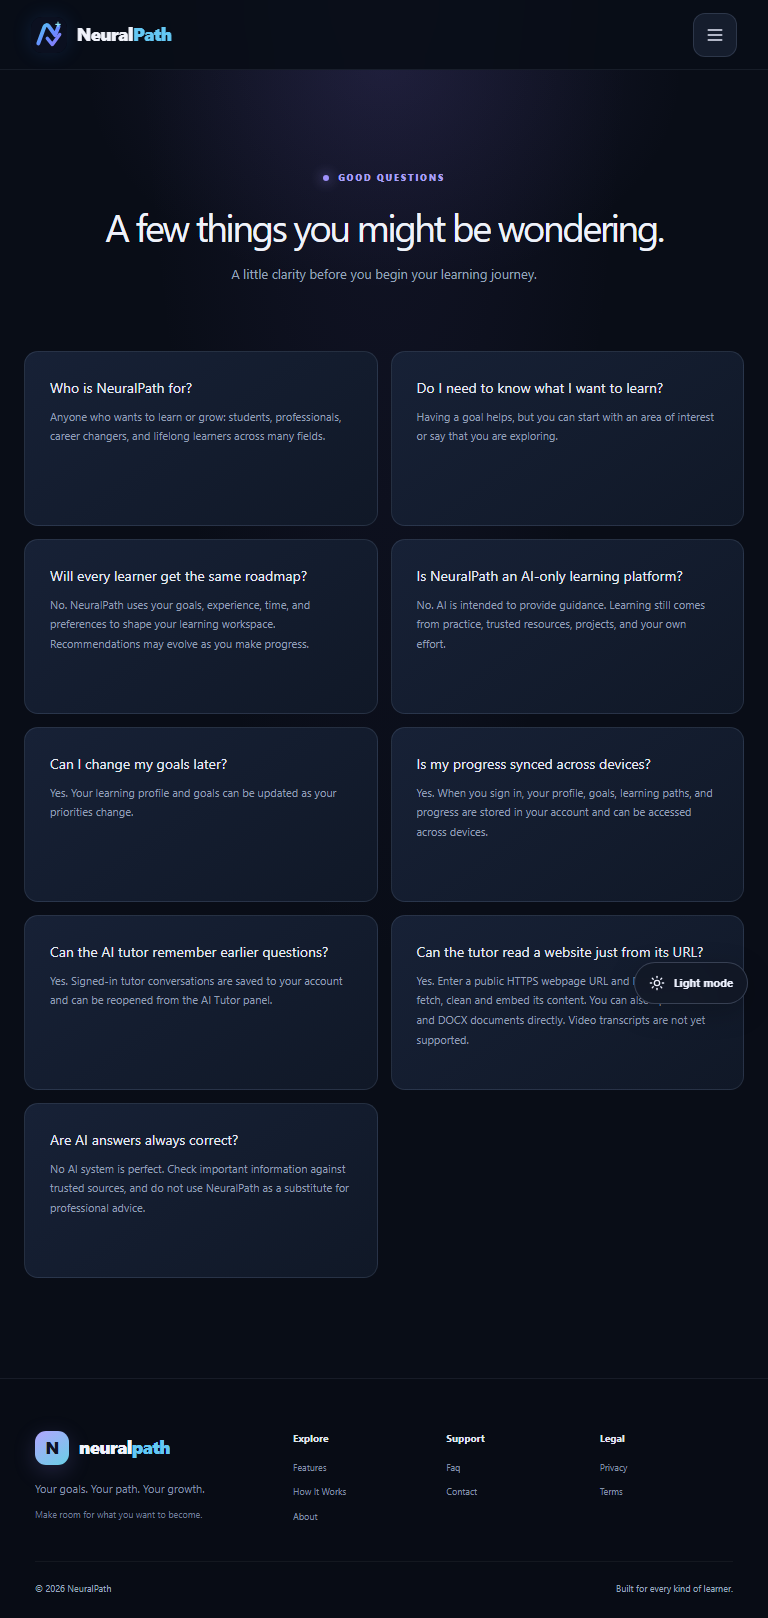 NeuralPath
GOOD QUESTIONS
A few things you might be wondering.
A little clarity before you begin your learning journey.
Who is NeuralPath for?
Anyone who wants to learn or grow: students, professionals,
career changers, and lifelong learners across many fields.
Do I need to know what I want to learn?
Having a goal helps, but you can start with an area of interest
or say that you are exploring.
Will every learner get the same roadmap?
No. NeuralPath uses your goals, experience, time, and
preferences to shape your learning workspace.
Recommendations may evolve as you make progress.
Is NeuralPath an AI-only learning platform?
No. AI is intended to provide guidance. Learning still comes
from practice, trusted resources, projects, and your own
effort.
Can I change my goals later?
Yes. Your learning profile and goals can be updated as your
priorities change.
Is my progress synced across devices?
Yes. When you sign in, your profile, goals, learning paths, and
progress are stored in your account and can be accessed
across devices.
Can the AI tutor remember earlier questions?
Yes. Signed-in tutor conversations are saved to your account
and can be reopened from the AI Tutor panel.
Can the tutor read a website just from its URL?
Yes. Enter a public HTTPS webpage URL and
fetch, clean and embed its content. You can also
and DOCX documents directly. Video transcripts are not yet
supported.
Light mode
Are AI answers always correct?
No AI system is perfect. Check important information against
trusted sources, and do not use NeuralPath as a substitute for
professional advice.
N neuralpath
Your goals. Your path. Your growth.
Make room for what you want to become.
Explore
Features
How It Works
About
Support
Faq
Contact
Legal
Privacy
Terms
© 2026 NeuralPath
Built for every kind of learner.